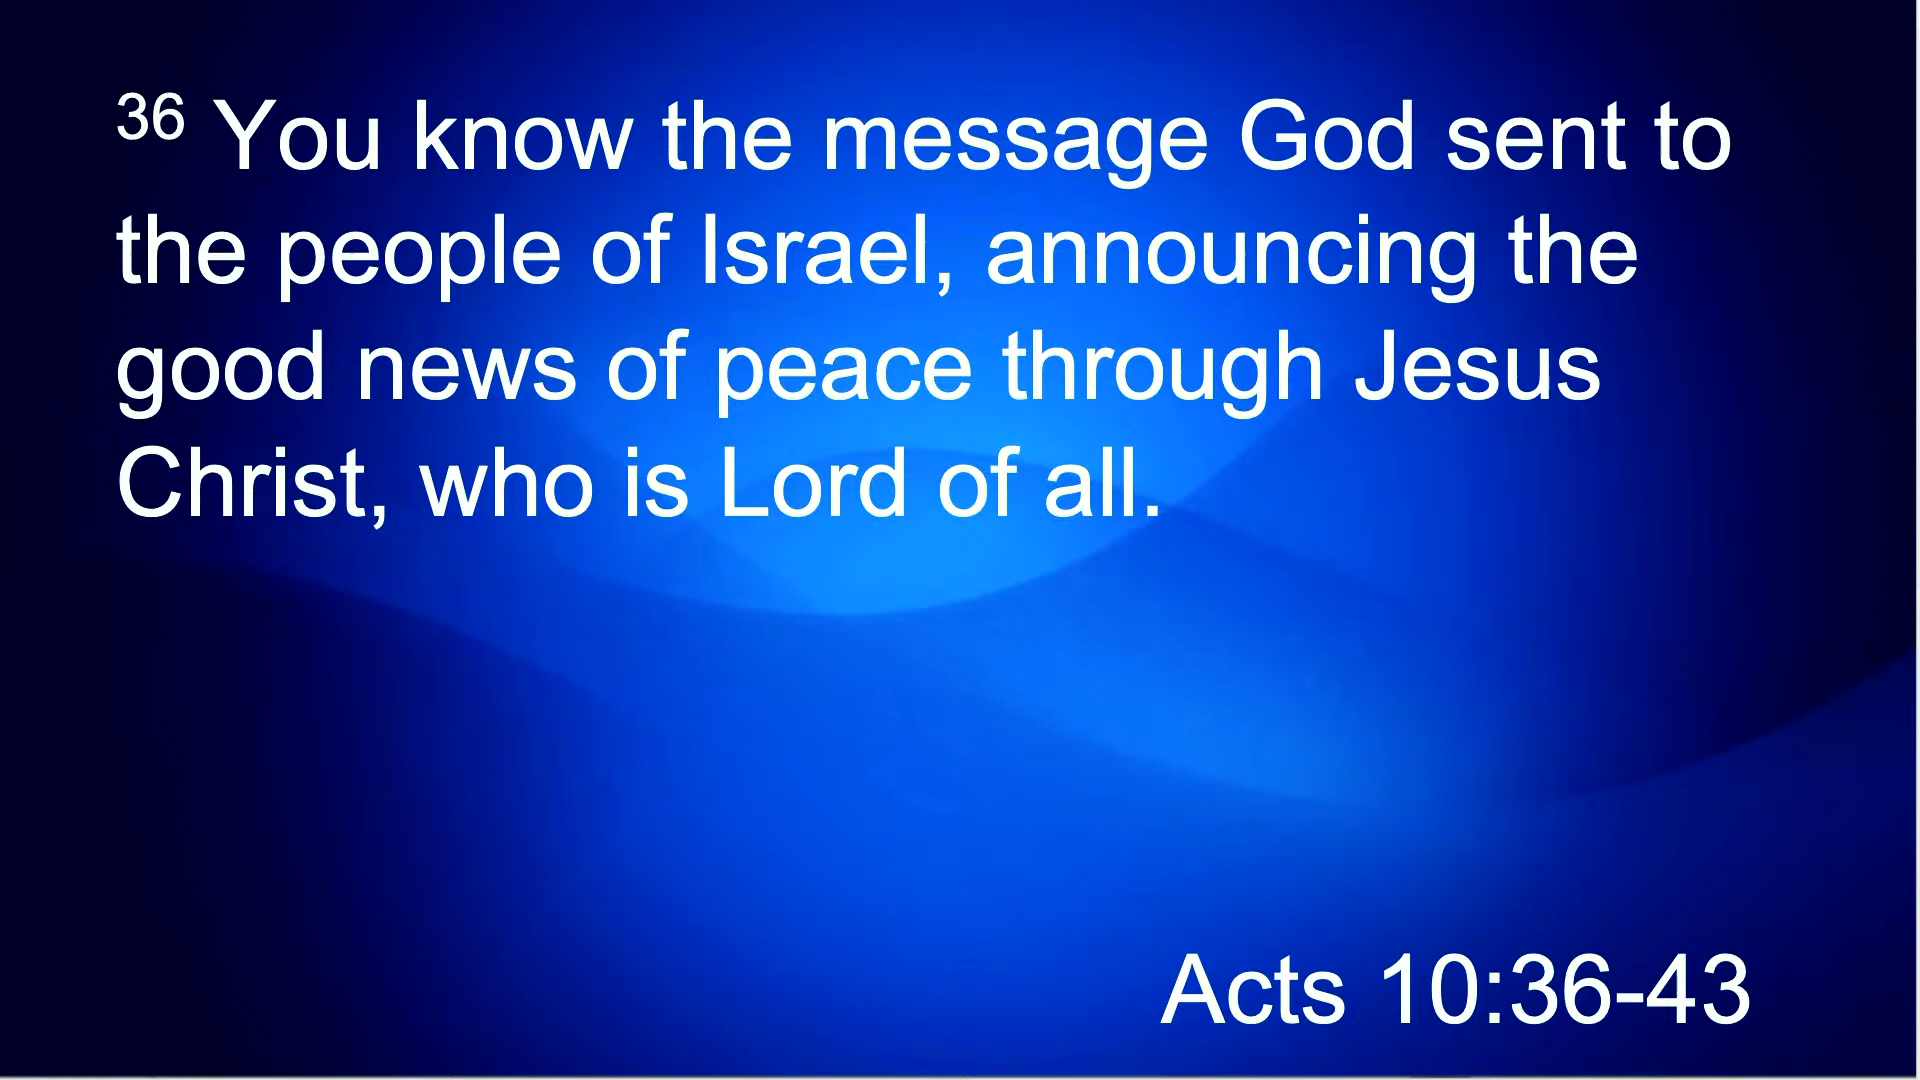 36 You know the message God sent to
the people of Israel, announcing the
good news of peace through Jesus
Christ, who is Lord of all.
Acts 10:36-43